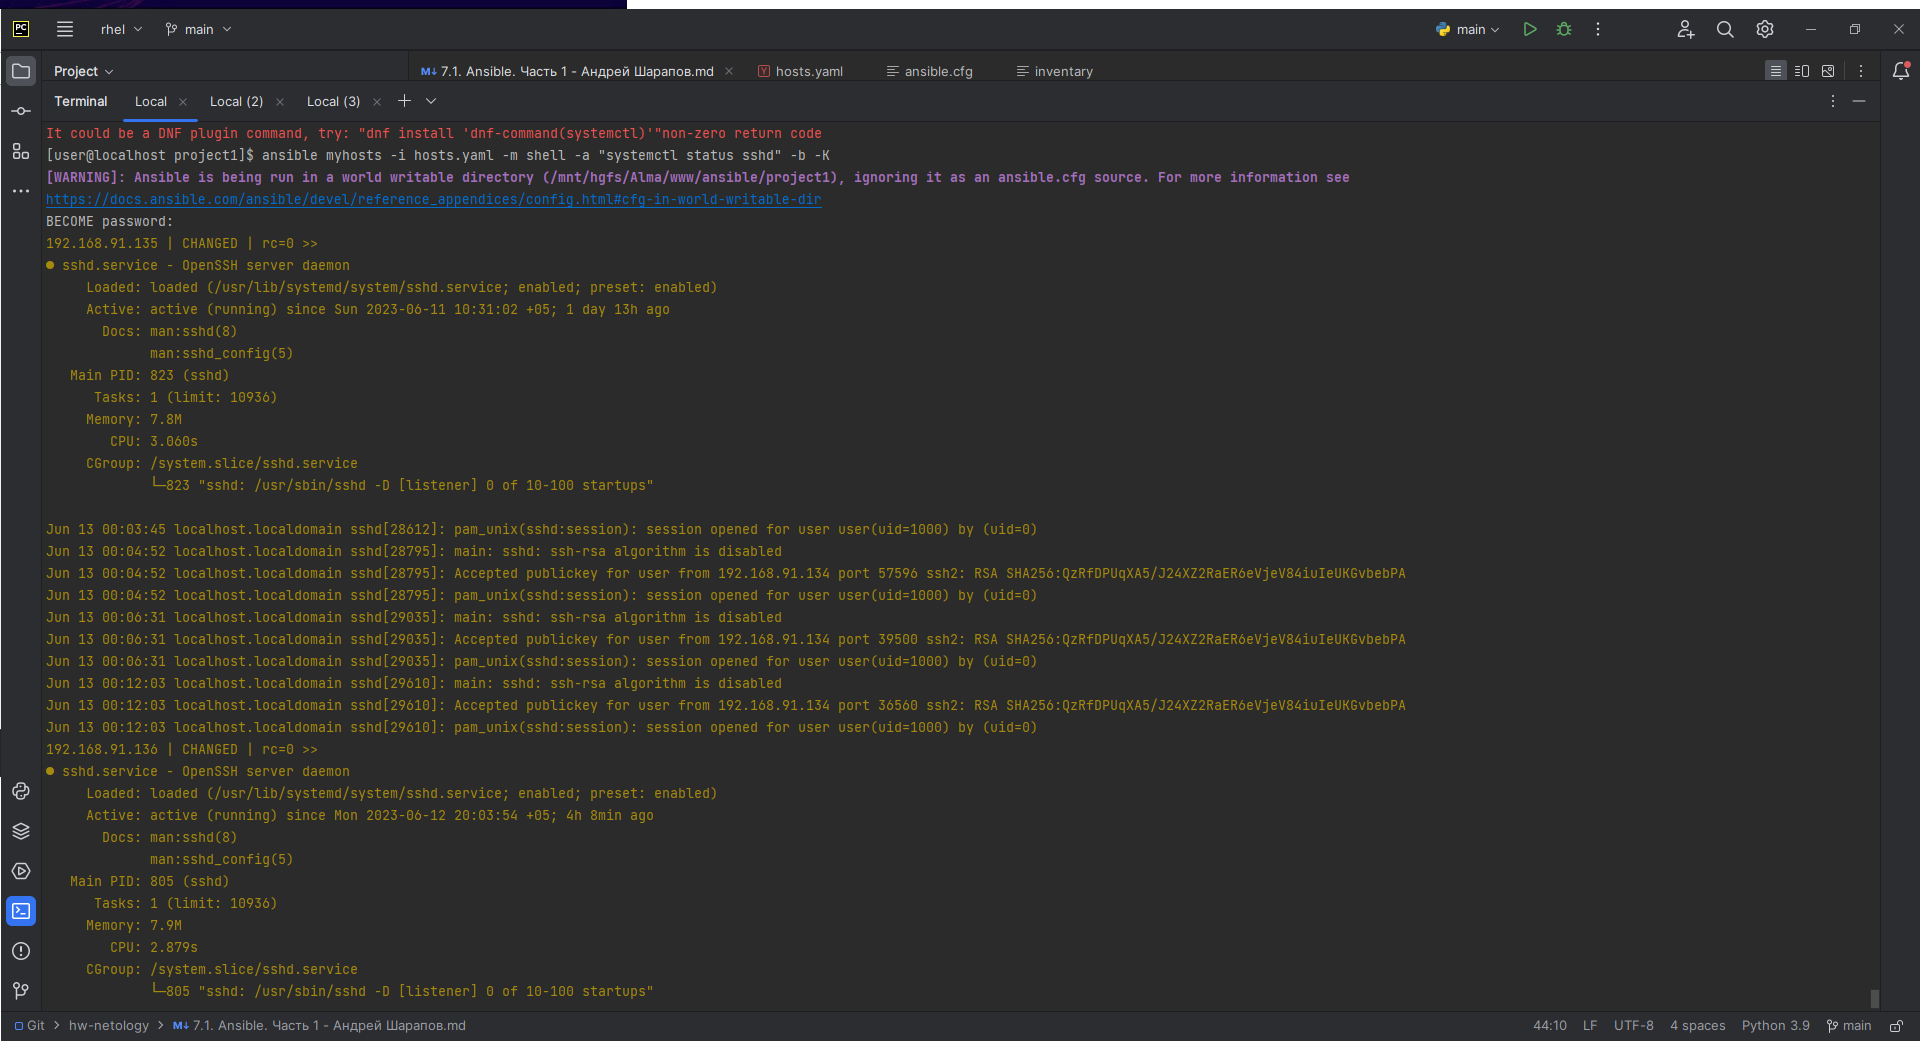 PC rhel main main
Project M↓ 7.1. Ansible. Часть 1 - Андрей Шарапов.md Y hosts.yaml ansible.cfg inventory
Terminal Local Local (2) Local (3)
It could be a DNF plugin command, try: "dnf install 'dnf-command(systemctl)'"non-zero return code
[user@localhost project1]$ ansible myhosts -i hosts.yaml -m shell -a "systemctl status sshd" -b -K
[WARNING]: Ansible is being run in a world writable directory (/mnt/hgfs/Alma/www/ansible/project1), ignoring it as an ansible.cfg source. For more information see
https://docs.ansible.com/ansible/devel/reference_appendices/config.html#cfg-in-world-writable-dir
BECOME password:
192.168.91.135 | CHANGED | rc=0 >>
● sshd.service - OpenSSH server daemon
Loaded: loaded (/usr/lib/systemd/system/sshd.service; enabled; preset: enabled)
Active: active (running) since Sun 2023-06-11 10:31:02 +05; 1 day 13h ago
Docs: man:sshd(8)
man:sshd_config(5)
Main PID: 823 (sshd)
Tasks: 1 (limit: 10936)
Memory: 7.8M
CPU: 3.060s
CGroup: /system.slice/sshd.service
└─823 "sshd: /usr/sbin/sshd -D [listener] 0 of 10-100 startups"
Jun 13 00:03:45 localhost.localdomain sshd[28612]: pam_unix(sshd:session): session opened for user user(uid=1000) by (uid=0)
Jun 13 00:04:52 localhost.localdomain sshd[28795]: main: sshd: ssh-rsa algorithm is disabled
Jun 13 00:04:52 localhost.localdomain sshd[28795]: Accepted publickey for user from 192.168.91.134 port 57596 ssh2: RSA SHA256:QzRfDPUqXA5/J24XZ2RaER6eVjeV84iuIeUKGvbebPA
Jun 13 00:04:52 localhost.localdomain sshd[28795]: pam_unix(sshd:session): session opened for user user(uid=1000) by (uid=0)
Jun 13 00:06:31 localhost.localdomain sshd[29035]: main: sshd: ssh-rsa algorithm is disabled
Jun 13 00:06:31 localhost.localdomain sshd[29035]: Accepted publickey for user from 192.168.91.134 port 39500 ssh2: RSA SHA256:QzRfDPUqXA5/J24XZ2RaER6eVjeV84iuIeUKGvbebPA
Jun 13 00:06:31 localhost.localdomain sshd[29035]: pam_unix(sshd:session): session opened for user user(uid=1000) by (uid=0)
Jun 13 00:12:03 localhost.localdomain sshd[29610]: main: sshd: ssh-rsa algorithm is disabled
Jun 13 00:12:03 localhost.localdomain sshd[29610]: Accepted publickey for user from 192.168.91.134 port 36560 ssh2: RSA SHA256:QzRfDPUqXA5/J24XZ2RaER6eVjeV84iuIeUKGvbebPA
Jun 13 00:12:03 localhost.localdomain sshd[29610]: pam_unix(sshd:session): session opened for user user(uid=1000) by (uid=0)
192.168.91.136 | CHANGED | rc=0 >>
● sshd.service - OpenSSH server daemon
Loaded: loaded (/usr/lib/systemd/system/sshd.service; enabled; preset: enabled)
Active: active (running) since Mon 2023-06-12 20:03:54 +05; 4h 8min ago
Docs: man:sshd(8)
man:sshd_config(5)
Main PID: 805 (sshd)
Tasks: 1 (limit: 10936)
Memory: 7.9M
CPU: 2.879s
CGroup: /system.slice/sshd.service
└─805 "sshd: /usr/sbin/sshd -D [listener] 0 of 10-100 startups"
Git > hw-netology > M↓ 7.1. Ansible. Часть 1 - Андрей Шарапов.md 44:10 LF UTF-8 4 spaces Python 3.9 main